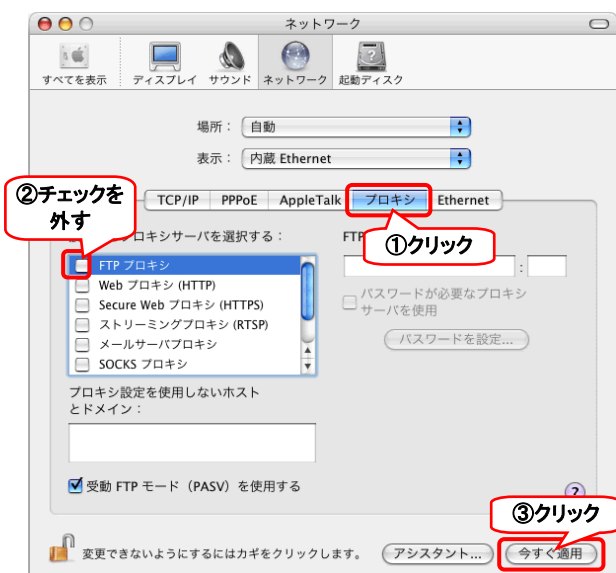 ネットワーク
すべてを表示 ディスプレイ サウンド ネットワーク 起動ディスク
場所： 自動
表示： 内蔵 Ethernet
②チェックを
外す
TCP/IP PPPoE AppleTalk プロキシ Ethernet
①クリック
ロキシサーバを選択する：
FTP
FTP プロキシ
:
Web プロキシ (HTTP)
Secure Web プロキシ (HTTPS)
ストリーミングプロキシ (RTSP)
メールサーバプロキシ
SOCKS プロキシ
パスワードが必要なプロキシ
サーバを使用
パスワードを設定...
プロキシ設定を使用しないホスト
とドメイン：
受動 FTP モード（PASV）を使用する
?
③クリック
変更できないようにするにはカギをクリックします。 アシスタント... 今すぐ適用